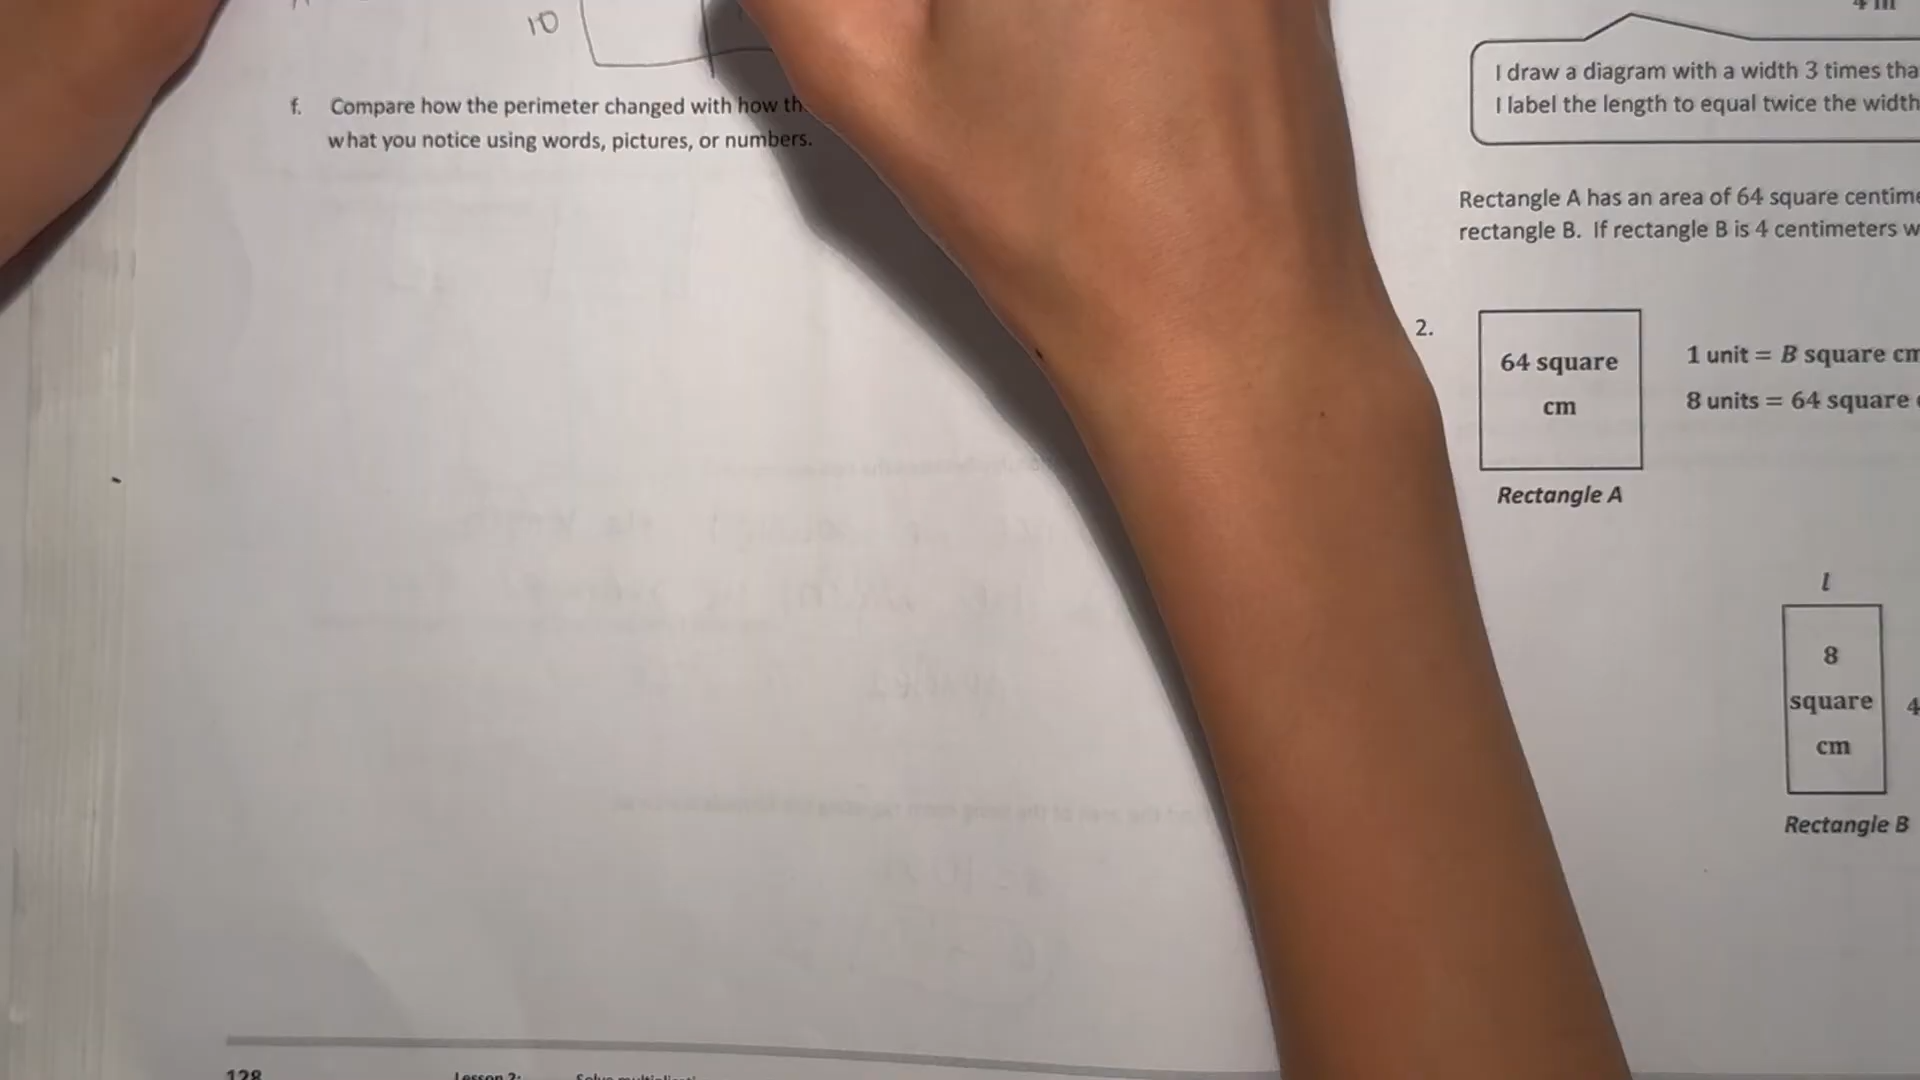 10
f. Compare how the perimeter changed with how th
what you notice using words, pictures, or numbers.
128
Lesson 2:
4 m
I draw a diagram with a width 3 times tha
I label the length to equal twice the width
Rectangle A has an area of 64 square centime
rectangle B. If rectangle B is 4 centimeters w
2.
64 square
cm
Rectangle A
1 unit = B square cm
8 units = 64 square
l
8
square
cm
4
Rectangle B